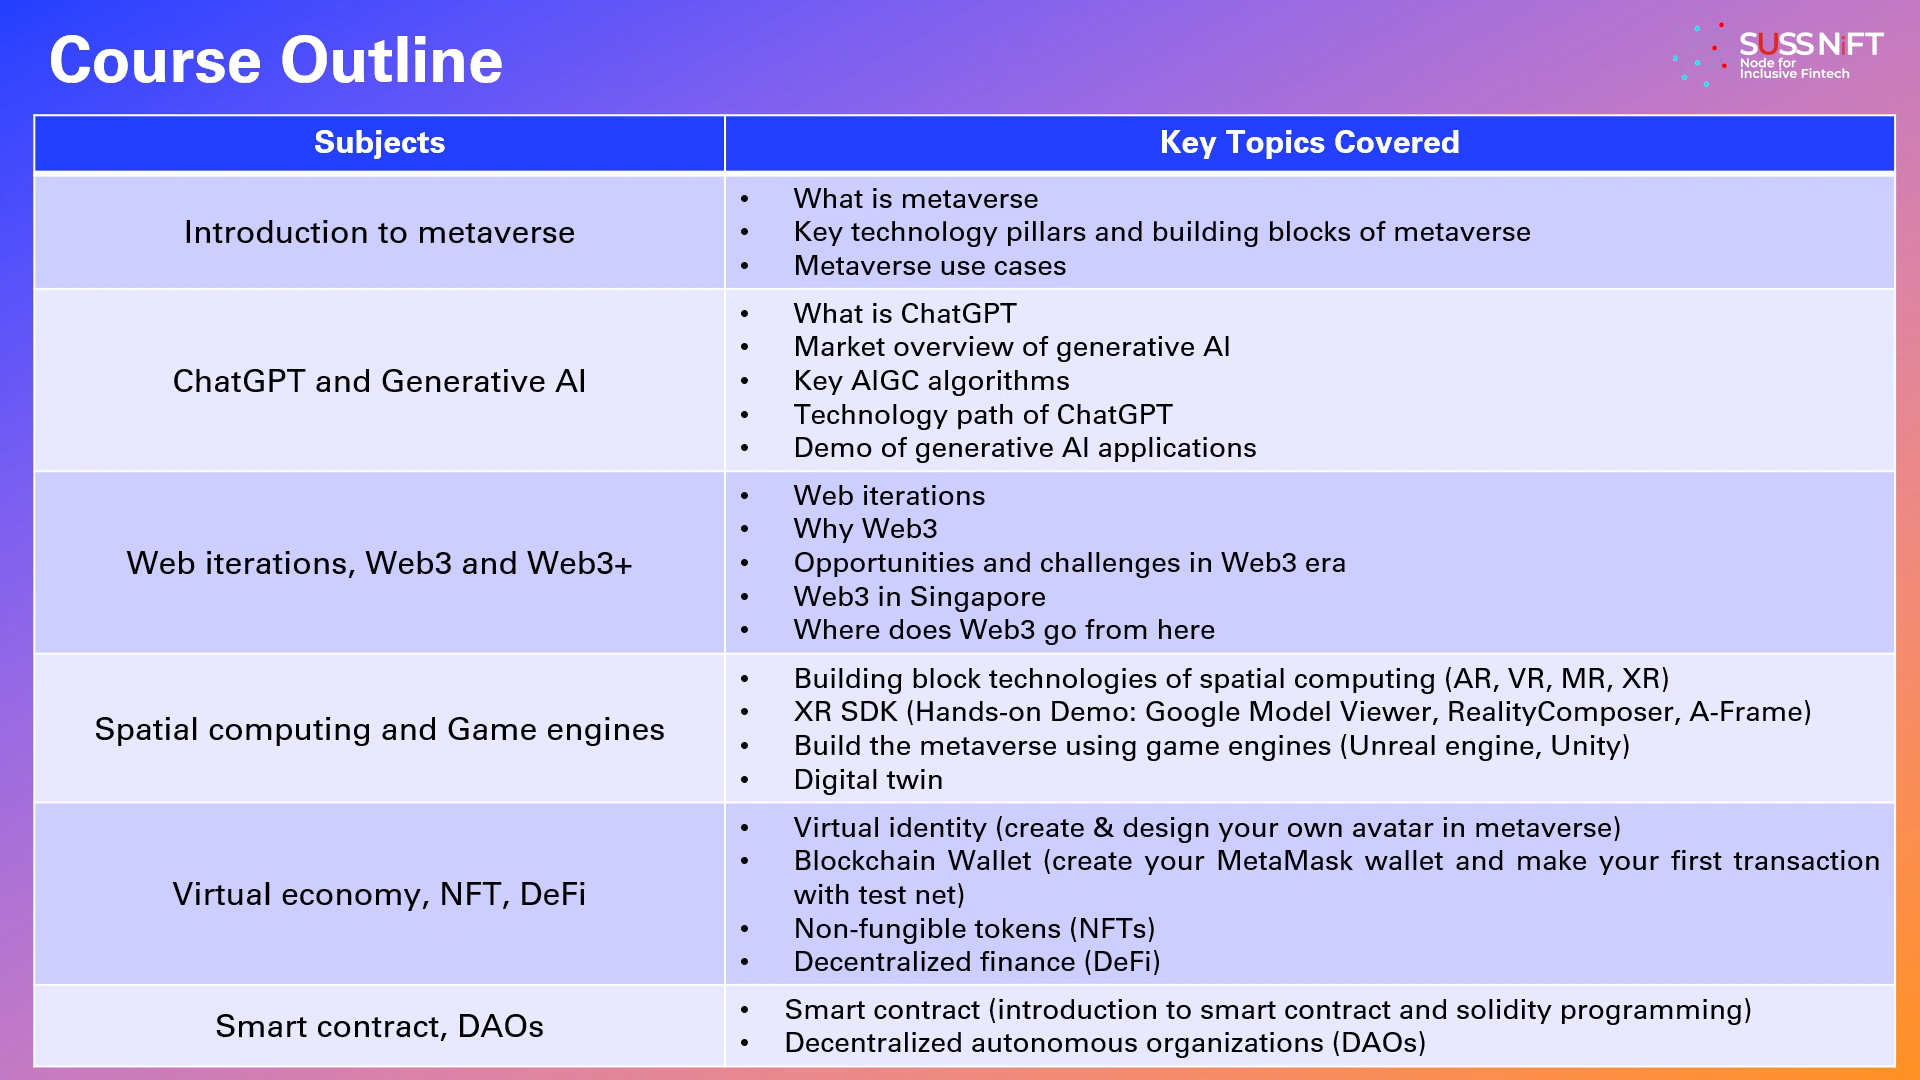 Course Outline
SUSS NiFT
Node for
Inclusive Fintech
Subjects
Key Topics Covered
Introduction to metaverse
• What is metaverse
• Key technology pillars and building blocks of metaverse
• Metaverse use cases
ChatGPT and Generative AI
• What is ChatGPT
• Market overview of generative AI
• Key AIGC algorithms
• Technology path of ChatGPT
• Demo of generative AI applications
Web iterations, Web3 and Web3+
• Web iterations
• Why Web3
• Opportunities and challenges in Web3 era
• Web3 in Singapore
• Where does Web3 go from here
Spatial computing and Game engines
• Building block technologies of spatial computing (AR, VR, MR, XR)
• XR SDK (Hands-on Demo: Google Model Viewer, RealityComposer, A-Frame)
• Build the metaverse using game engines (Unreal engine, Unity)
• Digital twin
Virtual economy, NFT, DeFi
• Virtual identity (create & design your own avatar in metaverse)
• Blockchain Wallet (create your MetaMask wallet and make your first transaction
with test net)
• Non-fungible tokens (NFTs)
• Decentralized finance (DeFi)
Smart contract, DAOs
• Smart contract (introduction to smart contract and solidity programming)
• Decentralized autonomous organizations (DAOs)